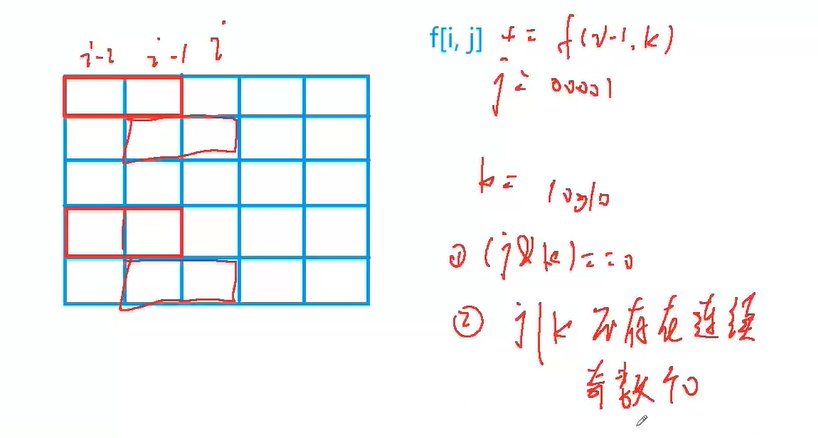 i-2 i-1 i
f[i, j] += f(i-1, k)
j = 00001
k = 10010
① (j & k) == 0
② j|k 不存在连续
奇数个0